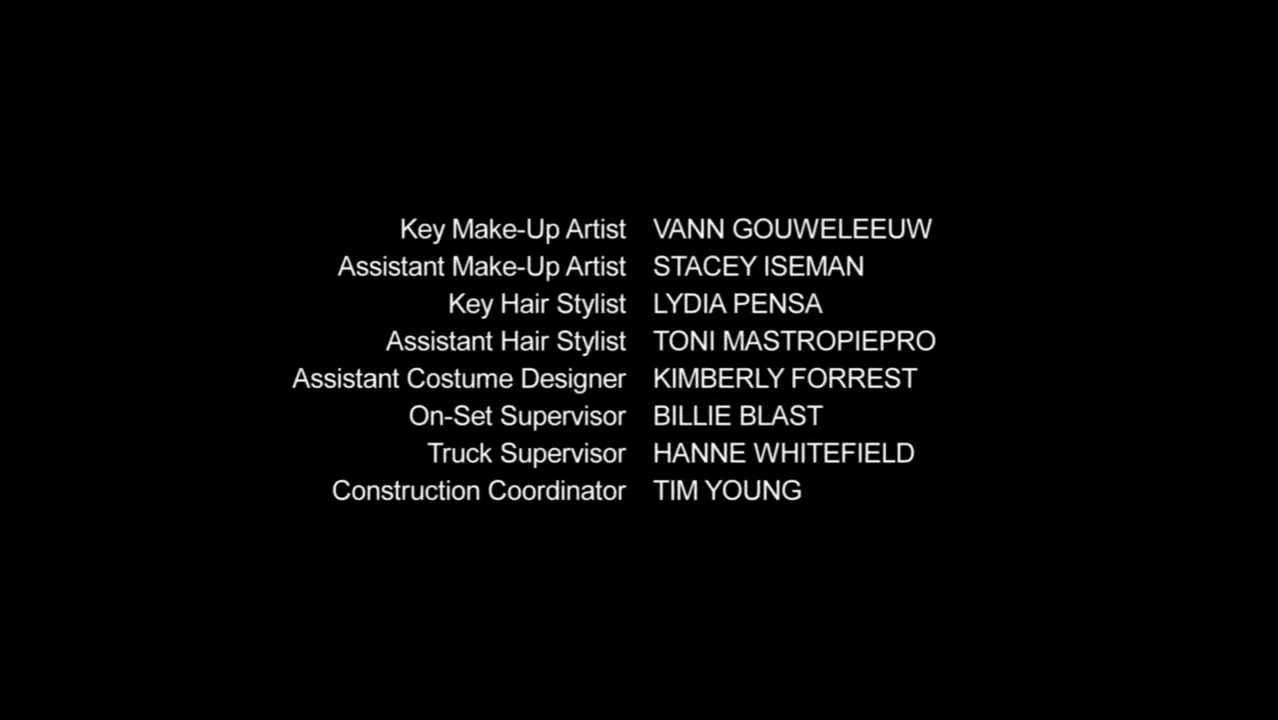 Key Make-Up Artist VANN GOUWELEEUW
Assistant Make-Up Artist STACEY ISEMAN
Key Hair Stylist LYDIA PENSA
Assistant Hair Stylist TONI MASTROPIEPRO
Assistant Costume Designer KIMBERLY FORREST
On-Set Supervisor BILLIE BLAST
Truck Supervisor HANNE WHITEFIELD
Construction Coordinator TIM YOUNG